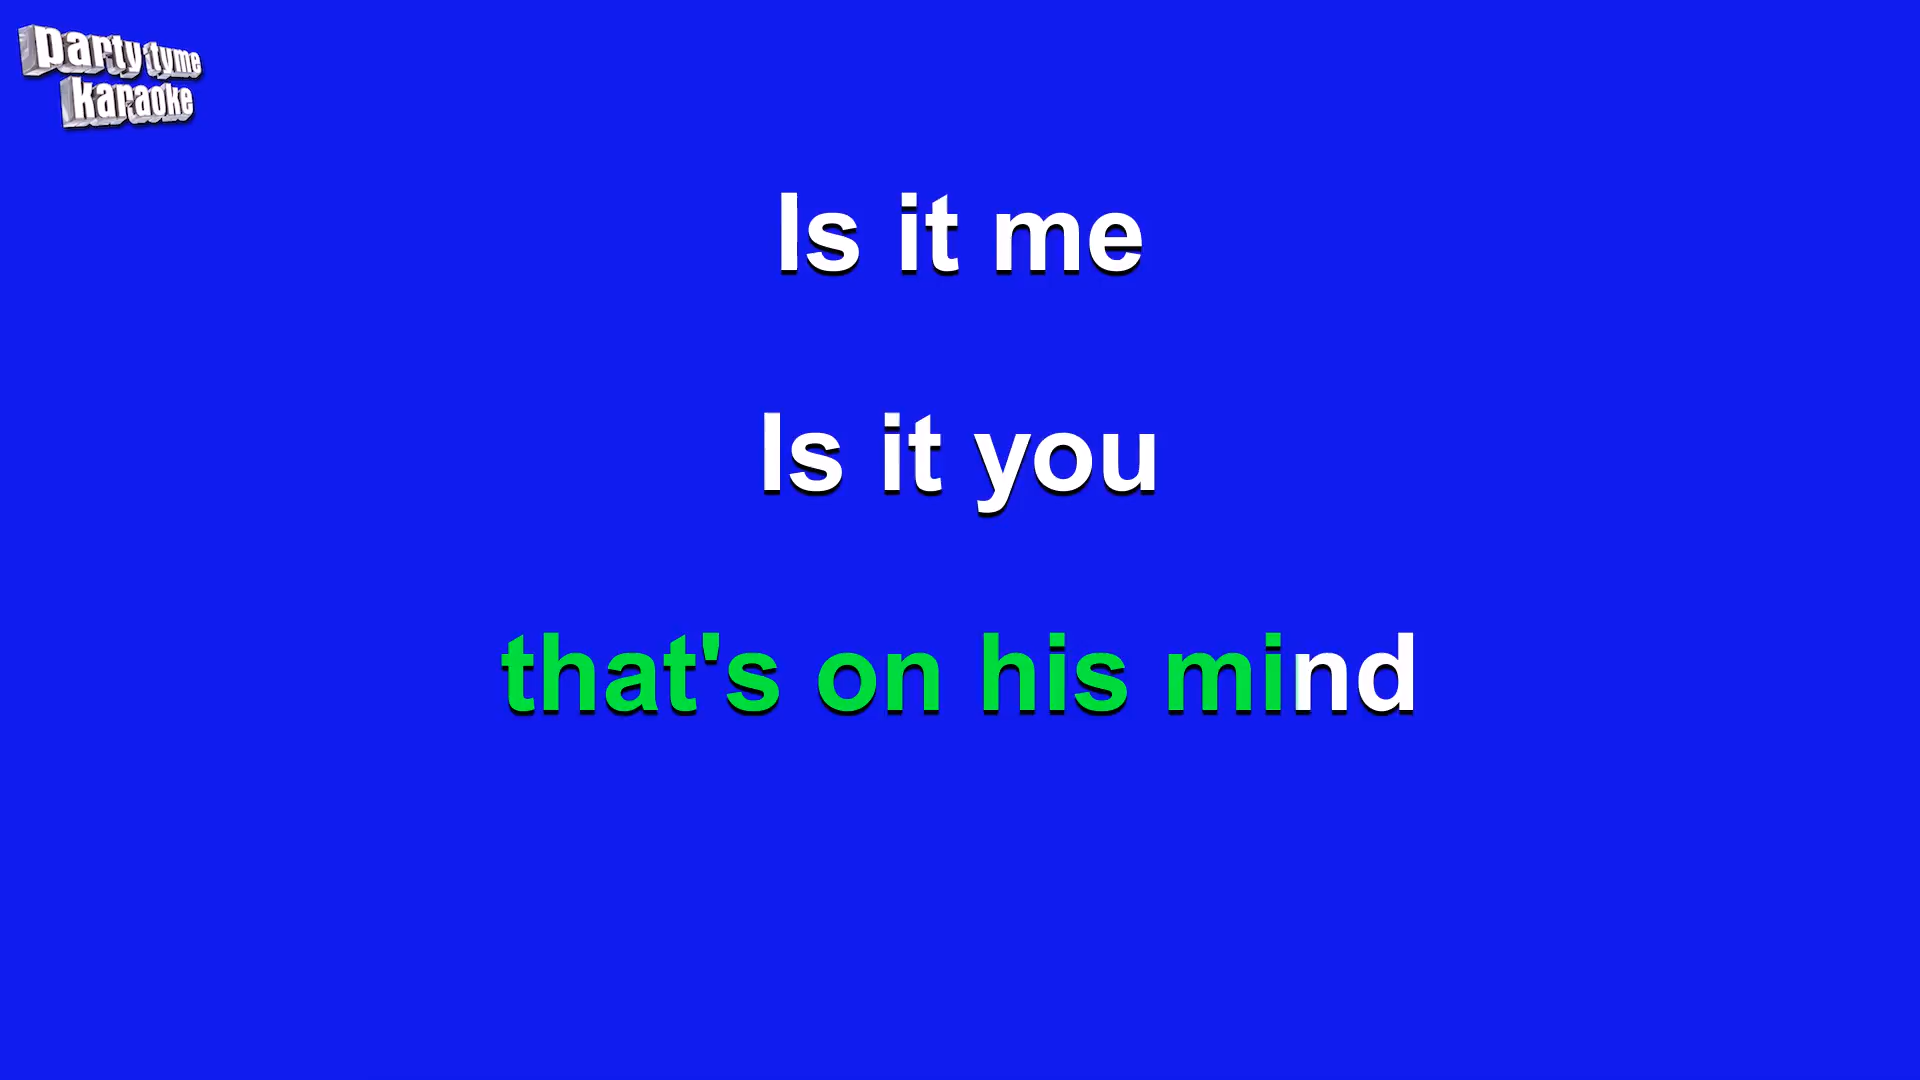 party tyme
karaoke
Is it me
Is it you
that's on his mind